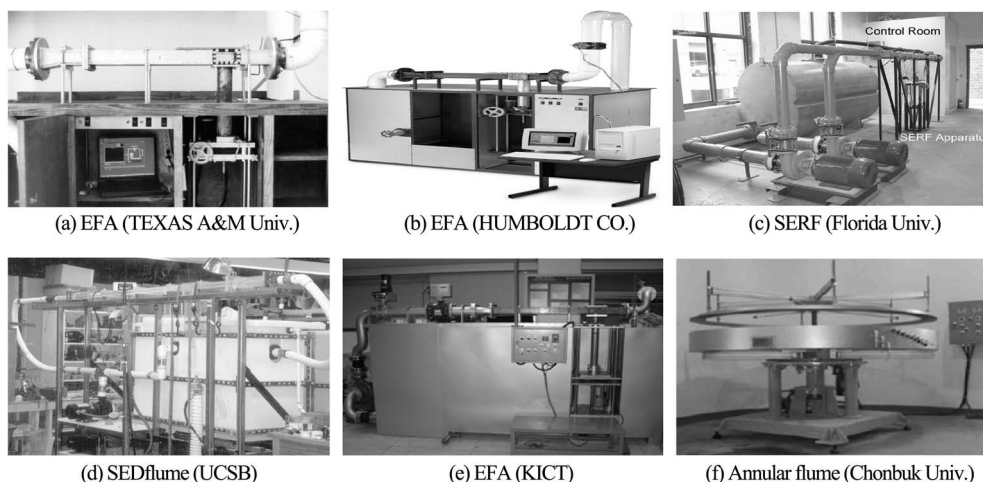 Control Room
SERF Apparatu
(a) EFA (TEXAS A&M Univ.)
(b) EFA (HUMBOLDT CO.)
(c) SERF (Florida Univ.)
(d) SEDflume (UCSB)
(e) EFA (KICT)
(f) Annular flume (Chonbuk Univ.)